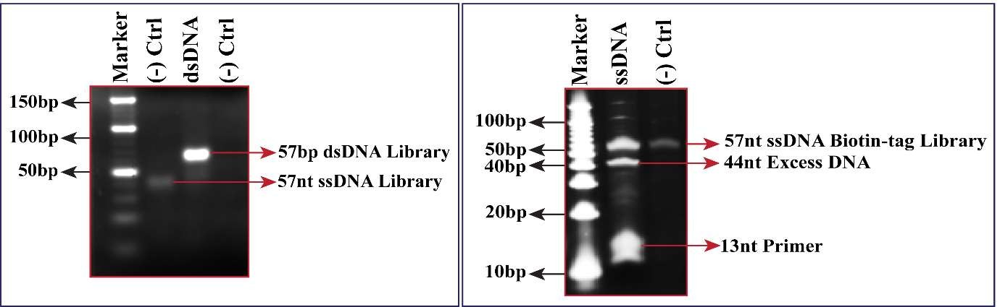 Marker
(-) Ctrl
dsDNA
(-) Ctrl
150bp
100bp
50bp
57bp dsDNA Library
57nt ssDNA Library
Marker
ssDNA
(-) Ctrl
100bp
50bp
40bp
20bp
10bp
57nt ssDNA Biotin-tag Library
44nt Excess DNA
13nt Primer